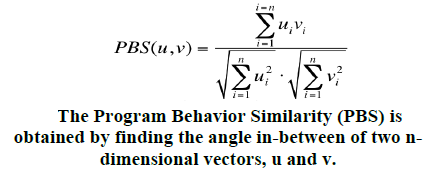 PBS(u,v) = \frac{\sum_{i=1}^{i=n} u_i v_i}{\sqrt{\sum_{i=1}^{n} u_i^2} \cdot \sqrt{\sum_{i=1}^{n} v_i^2}}
The Program Behavior Similarity (PBS) is
obtained by finding the angle in-between of two n-
dimensional vectors, u and v.